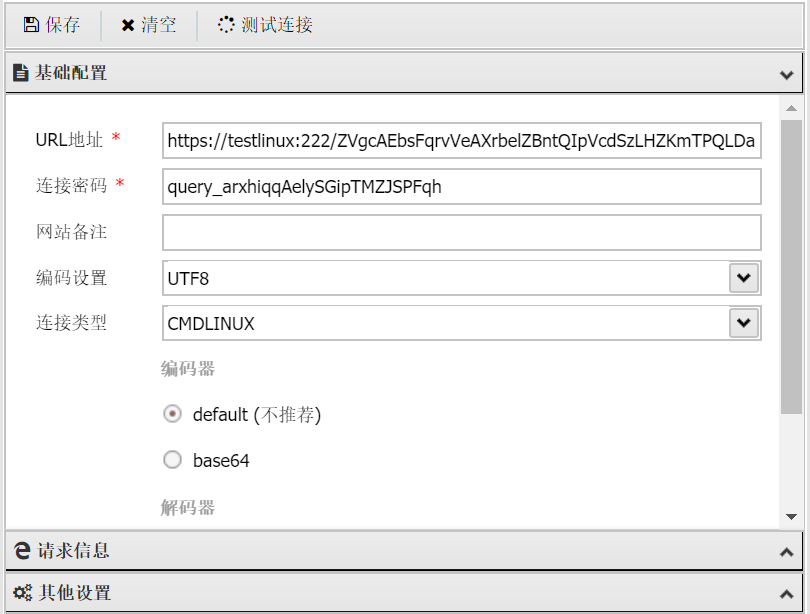 保存 清空 测试连接
基础配置
URL地址 * https://testlinux:222/ZVgcAEbsFqrvVeAXrbelZBntQIpVcdSzLHZKmTPQLDa
连接密码 * query_arxhiqqAelySGipTMZJSPFqh
网站备注
编码设置 UTF8
连接类型 CMDLINUX
编码器
default (不推荐)
base64
解码器
请求信息
其他设置